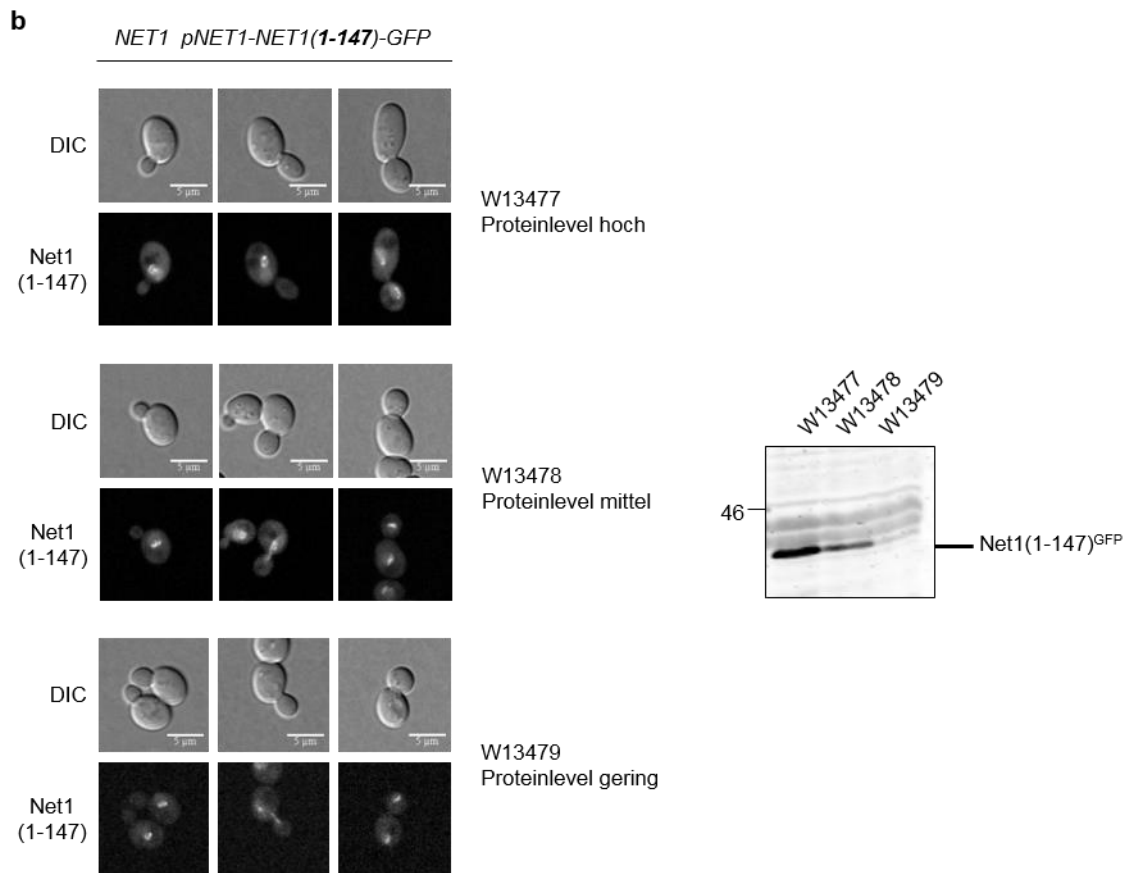 b
NET1 pNET1-NET1(1-147)-GFP
DIC
5 µm
5 µm
5 µm
Net1
(1-147)
W13477
Proteinlevel hoch
DIC
5 µm
5 µm
5 µm
Net1
(1-147)
W13478
Proteinlevel mittel
DIC
5 µm
5 µm
5 µm
Net1
(1-147)
W13479
Proteinlevel gering
W13477
W13478
W13479
46
Net1(1-147)GFP